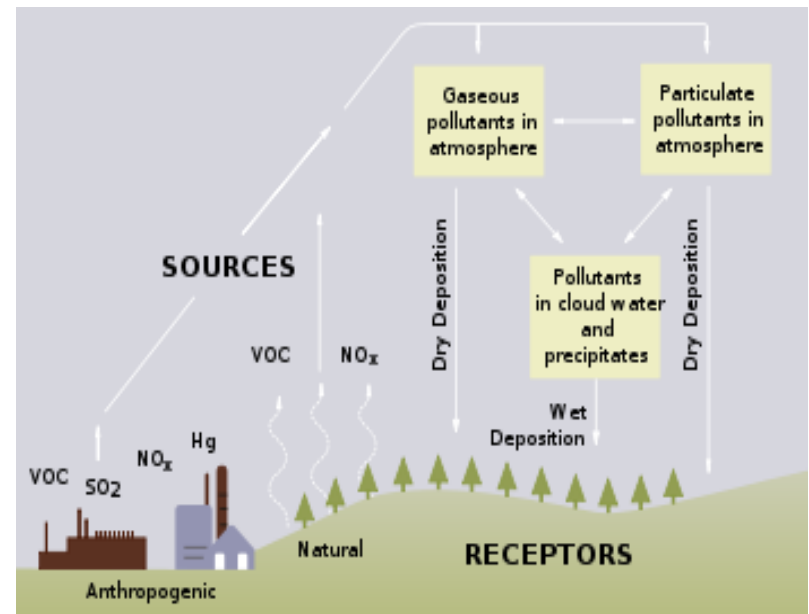 Gaseous
pollutants in
atmosphere
Particulate
pollutants in
atmosphere
Dry Deposition
Dry Deposition
SOURCES
Pollutants
in cloud water
and
precipitates
VOC
NOx
Wet
Deposition
Hg
NOx
VOC
SO2
Natural
RECEPTORS
Anthropogenic